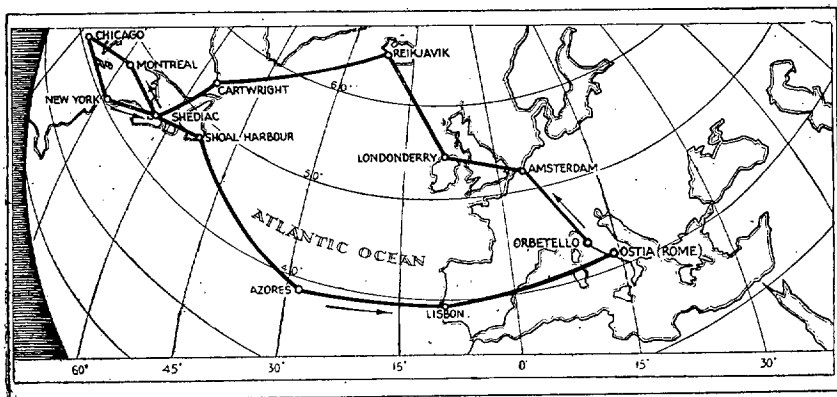 CHICAGO
MONTREAL
NEW YORK
SHEDIAC
SHOAL HARBOUR
CARTWRIGHT
REIKJAVIK
60°
LONDONDERRY
AMSTERDAM
50°
ATLANTIC OCEAN
ORBETELLO
OSTIA (ROME)
40°
AZORES
LISBON
60° 45° 30° 15° 0° 15° 30°